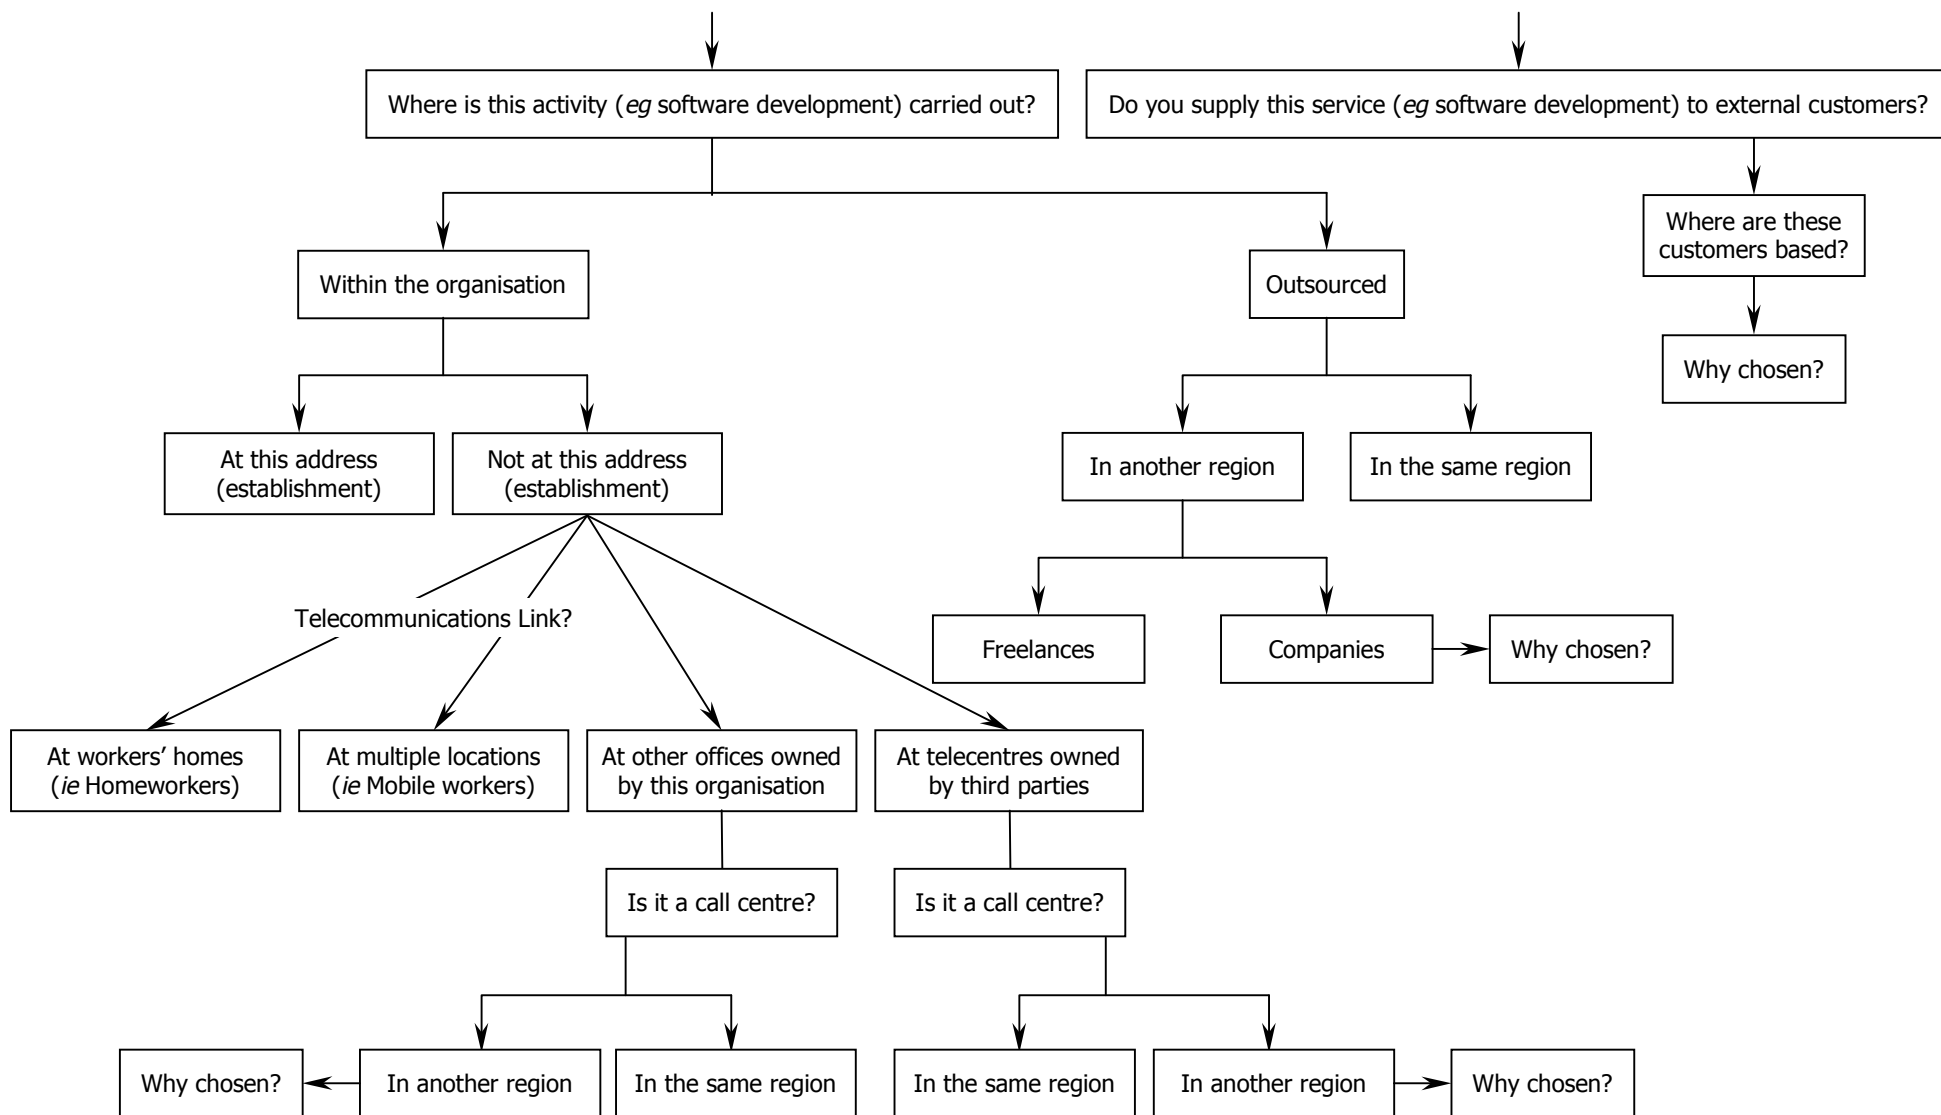 Where is this activity (eg software development) carried out?
Do you supply this service (eg software development) to external customers?
Where are these
customers based?
Within the organisation
Outsourced
Why chosen?
At this address
(establishment)
Not at this address
(establishment)
In another region
In the same region
Telecommunications Link?
Freelances
Companies
Why chosen?
At workers’ homes
(ie Homeworkers)
At multiple locations
(ie Mobile workers)
At other offices owned
by this organisation
At telecentres owned
by third parties
Is it a call centre?
Is it a call centre?
Why chosen?
In another region
In the same region
In the same region
In another region
Why chosen?